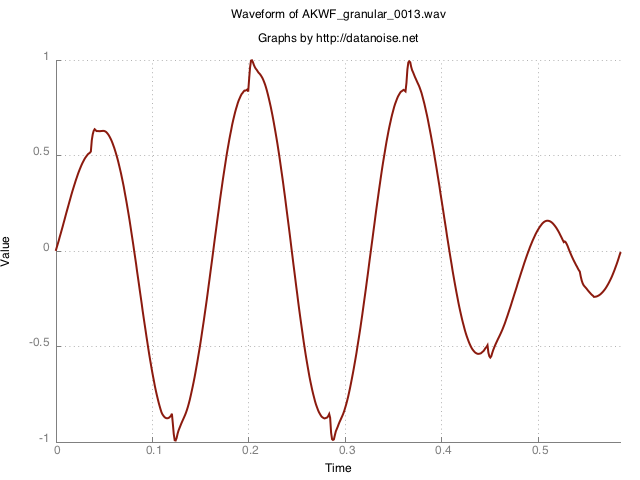 Waveform of AKWF_granular_0013.wav
Graphs by http://datanoise.net
1
0.5
0
-0.5
-1
Value
0.1
0.2
0.3
0.4
0.5
Time